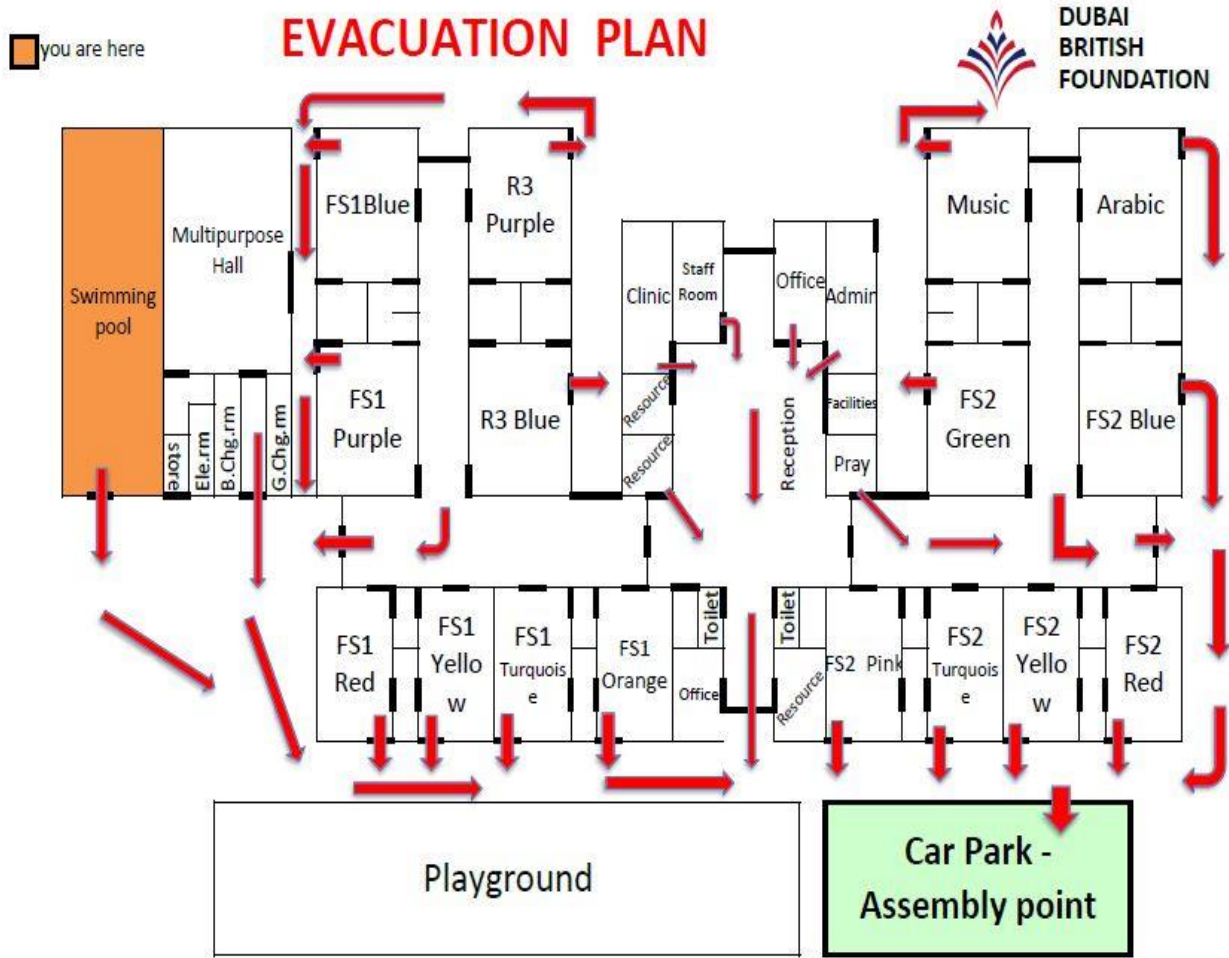 you are here
EVACUATION PLAN
DUBAI
BRITISH
FOUNDATION
Swimming
pool
Multipurpose
Hall
FS1Blue
R3
Purple
Clinic
Staff
Room
Office
Admin
Music
Arabic
store
Ele.rm
B.Chg.rm
G.Chg.rm
FS1
Purple
R3 Blue
Resource
Resource
Reception
Facilities
Pray
FS2
Green
FS2 Blue
FS1
Red
FS1
Yello
w
FS1
Turquois
e
FS1
Orange
Toilet
Office
Toilet
Resource
FS2 Pink
FS2
Turquois
e
FS2
Yello
w
FS2
Red
Playground
Car Park -
Assembly point